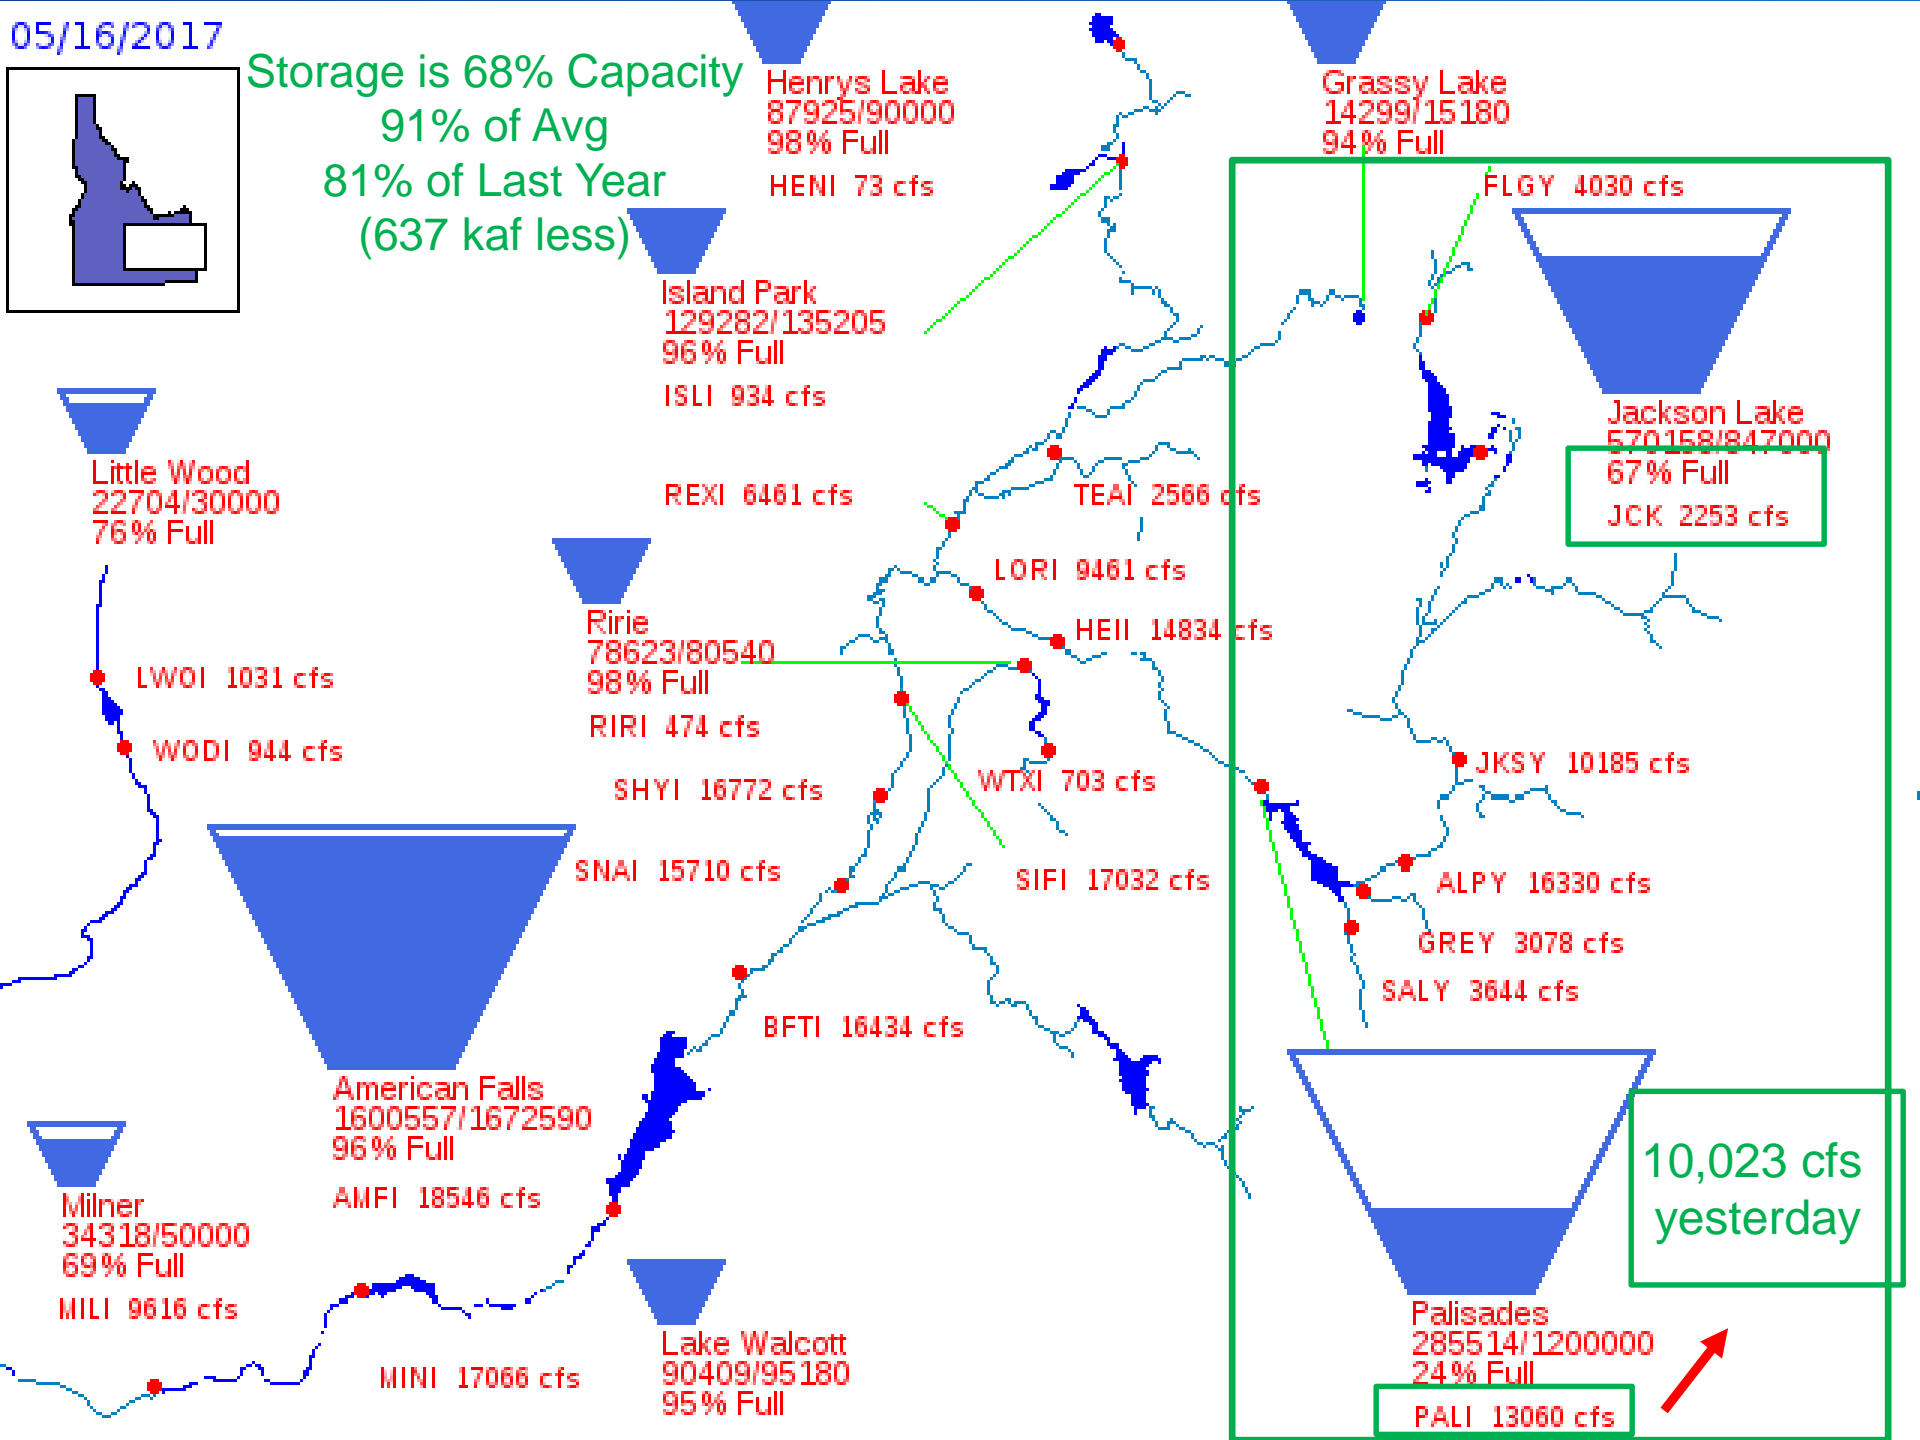 05/16/2017
Storage is 68% Capacity
91% of Avg
81% of Last Year
(637 kaf less)
Henrys Lake
87925/90000
98% Full
HENI 73 cfs
Grassy Lake
14299/15180
94% Full
FLGY 4030 cfs
Island Park
129282/135205
96% Full
ISLI 934 cfs
Jackson Lake
570158/847000
67% Full
JCK 2253 cfs
Little Wood
22704/30000
76% Full
REXI 6461 cfs
TEAI 2566 cfs
LORI 9461 cfs
HEII 14834 cfs
Ririe
78623/80540
98% Full
RIRI 474 cfs
LWOI 1031 cfs
WODI 944 cfs
JKSY 10185 cfs
WTXI 703 cfs
SHYI 16772 cfs
SNAI 15710 cfs
SIFI 17032 cfs
ALPY 16330 cfs
GREY 3078 cfs
SALY 3644 cfs
BFTI 16434 cfs
American Falls
1600557/1672590
96% Full
AMFI 18546 cfs
10,023 cfs
yesterday
Milner
34318/50000
69% Full
MILI 9616 cfs
Palisades
285514/1200000
24% Full
PALI 13060 cfs
Lake Walcott
90409/95180
95% Full
MINI 17066 cfs